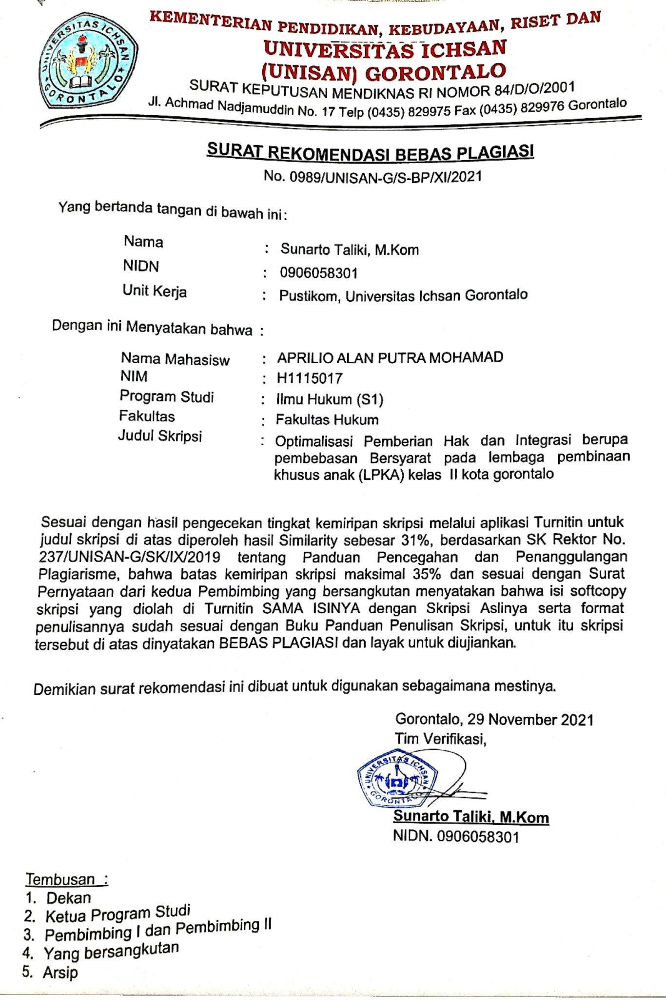 UNIVERSITAS ICHSAN
GORONTALO
KEMENTERIAN PENDIDIKAN, KEBUDAYAAN, RISET DAN
UNIVERSITAS ICHSAN
(UNISAN) GORONTALO
SURAT KEPUTUSAN MENDIKNAS RI NOMOR 84/D/O/2001
Jl. Achmad Nadjamuddin No. 17 Telp (0435) 829975 Fax (0435) 829976 Gorontalo
SURAT REKOMENDASI BEBAS PLAGIASI
No. 0989/UNISAN-G/S-BP/XI/2021
Yang bertanda tangan di bawah ini :
Nama : Sunarto Taliki, M.Kom
NIDN : 0906058301
Unit Kerja : Pustikom, Universitas Ichsan Gorontalo
Dengan ini Menyatakan bahwa :
Nama Mahasisw : APRILIO ALAN PUTRA MOHAMAD
NIM : H1115017
Program Studi : Ilmu Hukum (S1)
Fakultas : Fakultas Hukum
Judul Skripsi : Optimalisasi Pemberian Hak dan Integrasi berupa
pembebasan Bersyarat pada lembaga pembinaan
khusus anak (LPKA) kelas II kota gorontalo
Sesuai dengan hasil pengecekan tingkat kemiripan skripsi melalui aplikasi Turnitin untuk
judul skripsi di atas diperoleh hasil Similarity sebesar 31%, berdasarkan SK Rektor No.
237/UNISAN-G/SK/IX/2019 tentang Panduan Pencegahan dan Penanggulangan
Plagiarisme, bahwa batas kemiripan skripsi maksimal 35% dan sesuai dengan Surat
Pernyataan dari kedua Pembimbing yang bersangkutan menyatakan bahwa isi softcopy
skripsi yang diolah di Turnitin SAMA ISINYA dengan Skripsi Aslinya serta format
penulisannya sudah sesuai dengan Buku Panduan Penulisan Skripsi, untuk itu skripsi
tersebut di atas dinyatakan BEBAS PLAGIASI dan layak untuk diujiankan.
Demikian surat rekomendasi ini dibuat untuk digunakan sebagaimana mestinya.
Gorontalo, 29 November 2021
Tim Verifikasi,
UNIVERSITAS ICHSAN
GORONTALO
Sunarto Taliki, M.Kom
NIDN. 0906058301
Tembusan :
1. Dekan
2. Ketua Program Studi
3. Pembimbing I dan Pembimbing II
4. Yang bersangkutan
5. Arsip